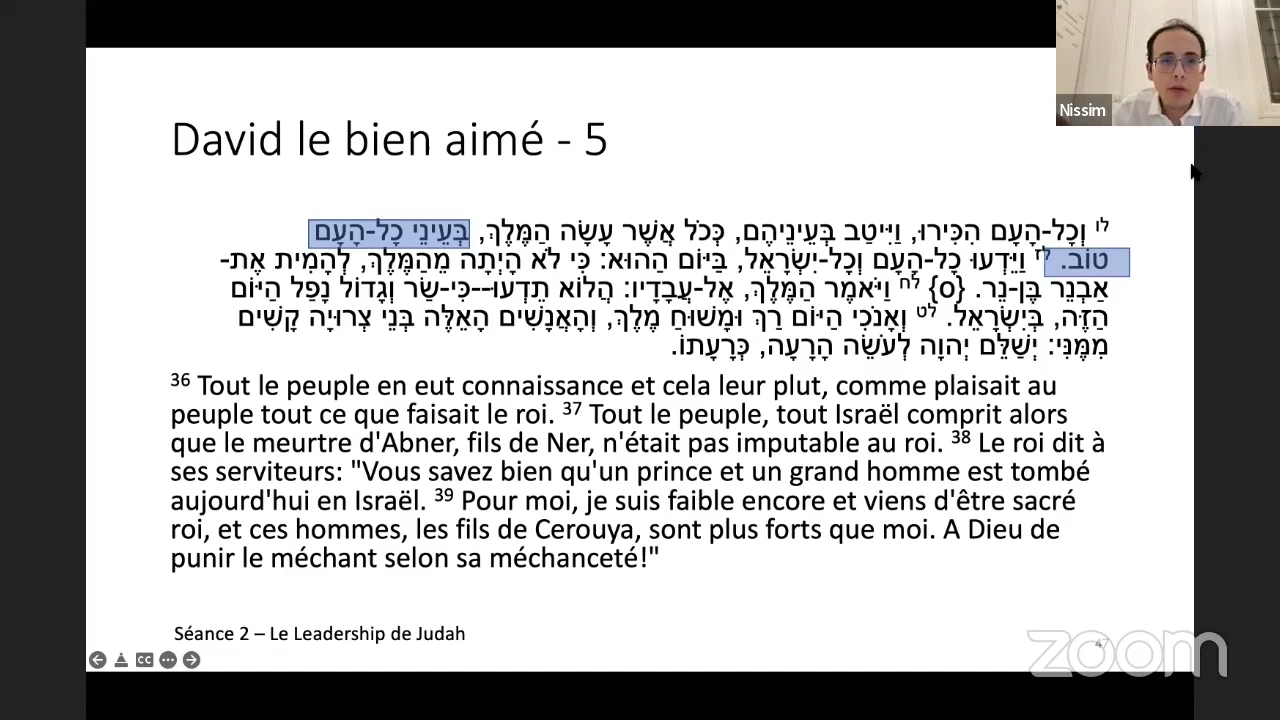 Nissim
David le bien aimé - 5
לו וְכָל-הָעָם הִכִּירוּ, וַיִּיטַב בְּעֵינֵיהֶם, כְּכֹל אֲשֶׁר עָשָׂה הַמֶּלֶךְ, בְּעֵינֵי כָל-הָעָם
טוֹב. לז וַיֵּדְעוּ כָל-הָעָם וְכָל-יִשְׂרָאֵל, בַּיּוֹם הַהוּא: כִּי לֹא הָיְתָה מֵהַמֶּלֶךְ, לְהָמִית אֶת-
אַבְנֵר בֶּן-נֵר. {ס} לח וַיֹּאמֶר הַמֶּלֶךְ, אֶל-עֲבָדָיו: הֲלוֹא תֵדְעוּ--כִּי-שַׂר וְגָדוֹל נָפַל הַיּוֹם
הַזֶּה, בְּיִשְׂרָאֵל. לט וְאָנֹכִי הַיּוֹם רַךְ וּמָשׁוּחַ מֶלֶךְ, וְהָאֲנָשִׁים הָאֵלֶּה בְּנֵי צְרוּיָה קָשִׁים
מִמֶּנִּי: יְשַׁלֵּם יְהוָה לְעֹשֵׂה הָרָעָה, כְּרָעָתוֹ.
36 Tout le peuple en eut connaissance et cela leur plut, comme plaisait au
peuple tout ce que faisait le roi. 37 Tout le peuple, tout Israël comprit alors
que le meurtre d'Abner, fils de Ner, n'était pas imputable au roi. 38 Le roi dit à
ses serviteurs: "Vous savez bien qu'un prince et un grand homme est tombé
aujourd'hui en Israël. 39 Pour moi, je suis faible encore et viens d'être sacré
roi, et ces hommes, les fils de Cerouya, sont plus forts que moi. A Dieu de
punir le méchant selon sa méchanceté!"
Séance 2 – Le Leadership de Judah
47
CC
zoom